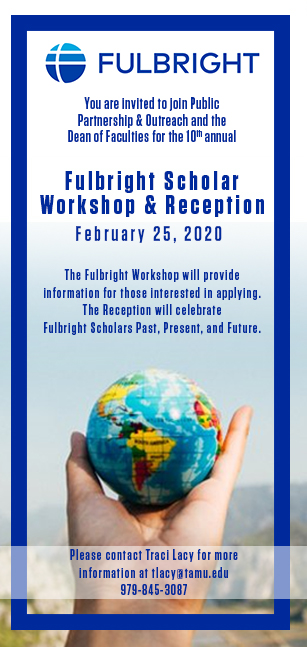 FULBRIGHT
You are invited to join Public
Partnership & Outreach and the
Dean of Faculties for the 10th annual
Fulbright Scholar
Workshop & Reception
February 25, 2020
The Fulbright Workshop will provide
information for those interested in applying.
The Reception will celebrate
Fulbright Scholars Past, Present, and Future.
Please contact Traci Lacy for more
information at tlacy@tamu.edu
979-845-3087